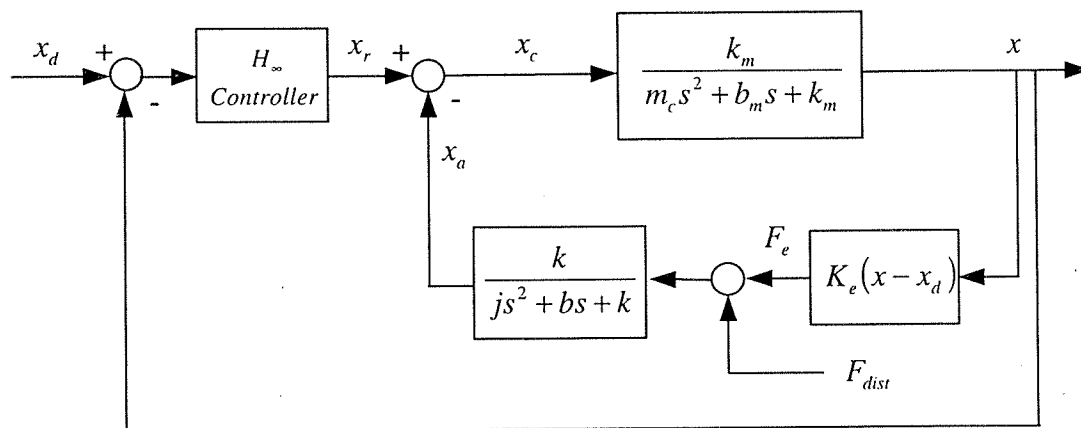 x_d
+
-
H_∞
Controller
x_r
+
-
x_c
k_m
m_c s^2 + b_m s + k_m
x
x_a
k
js^2 + bs + k
F_e
K_e(x - x_d)
F_dist